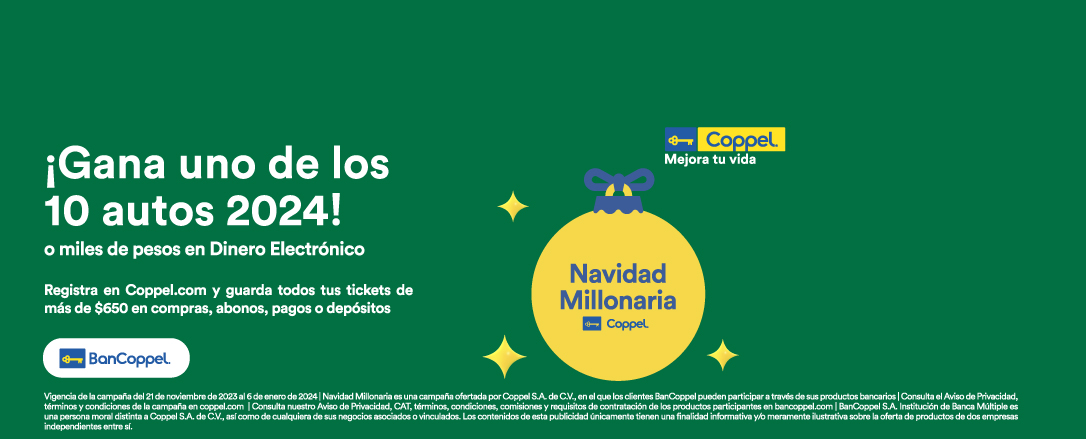 ¡Gana uno de los
10 autos 2024!
o miles de pesos en Dinero Electrónico
Registra en Coppel.com y guarda todos tus tickets de
más de $650 en compras, abonos, pagos o depósitos
BanCoppel.
Coppel.
Mejora tu vida
Navidad
Millonaria
Coppel.
Vigencia de la campaña del 21 de noviembre de 2023 al 6 de enero de 2024 | Navidad Millonaria es una campaña ofertada por Coppel S.A. de C.V., en el que los clientes BanCoppel pueden participar a través de sus productos bancarios | Consulta el Aviso de Privacidad,
términos y condiciones de la campaña en coppel.com | Consulta nuestro Aviso de Privacidad, CAT, términos, condiciones, comisiones y requisitos de contratación de los productos participantes en bancoppel.com | BanCoppel S.A. Institución de Banca Múltiple es
una persona moral distinta a Coppel S.A. de C.V., así como de cualquiera de sus negocios asociados o vinculados. Los contenidos de esta publicidad únicamente tienen una finalidad informativa y/o meramente ilustrativa sobre la oferta de productos de dos empresas
independientes entre sí.